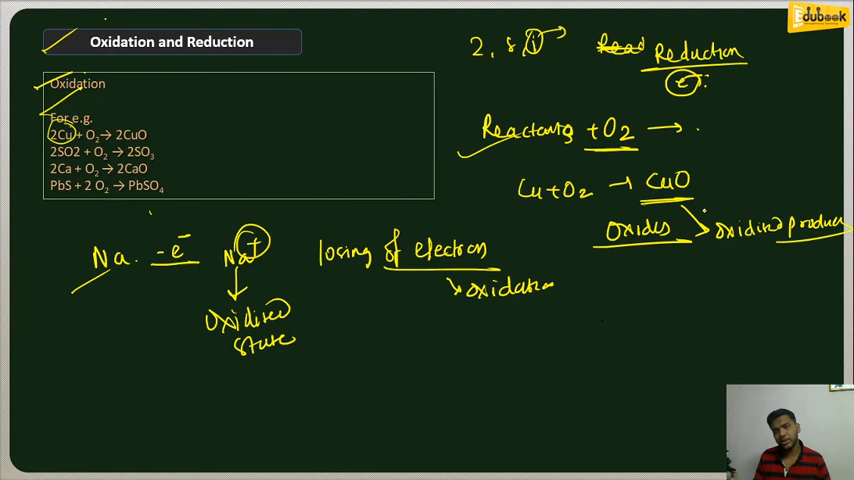 Edubook
Oxidation and Reduction
Oxidation
For e.g.
2Cu + O2→ 2CuO
2SO2 + O2 → 2SO3
2Ca + O2 → 2CaO
PbS + 2 O2 → PbSO4
2, 8, 1
Reduction
e
Reactants + O2 →
Cu + O2 → CuO
Oxides
oxidised product
Na - e-
Na+
losing of electron
oxidation
Oxidised
state